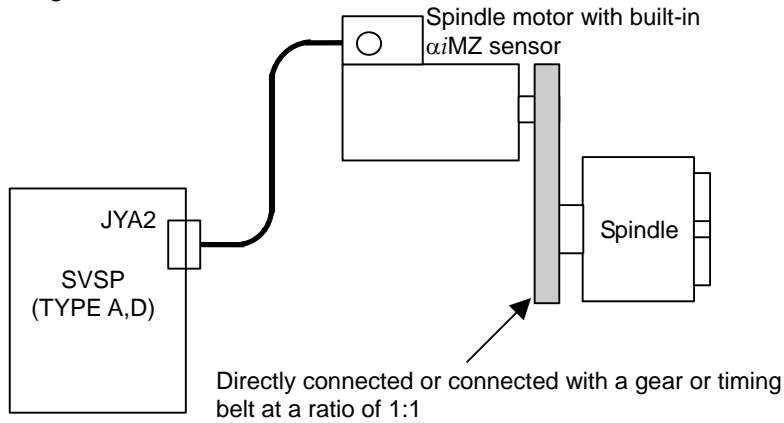 Spindle motor with built-in
αiMZ sensor
JYA2
SVSP
(TYPE A,D)
Spindle
Directly connected or connected with a gear or timing
belt at a ratio of 1:1